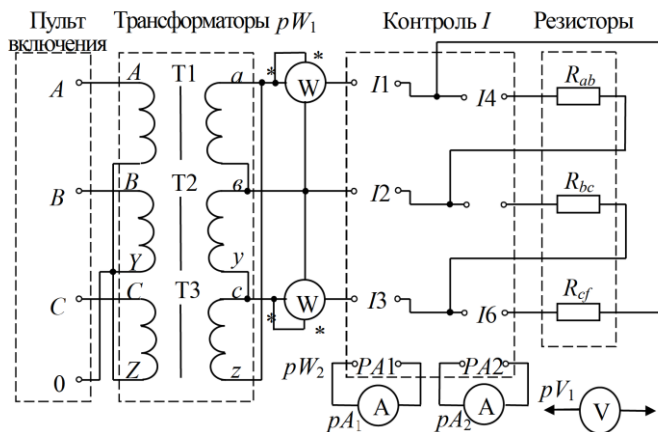 Пульт включения
Трансформаторы
pW1
Контроль I
Резисторы
A A T1 a * * W I1 I4 Rab
B B T2 в I2 Rbc
Y y
C C T3 c * * W I3 I6 Rcf
0 Z z
pW2 PA1 PA2
pA1 A pA2 A pV1 V